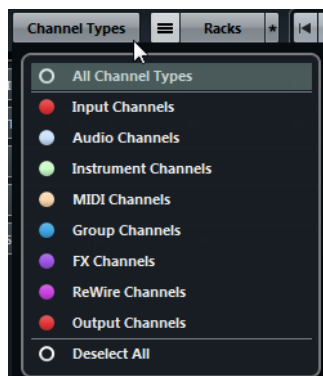 Channel Types Racks *
All Channel Types
Input Channels
Audio Channels
Instrument Channels
MIDI Channels
Group Channels
FX Channels
ReWire Channels
Output Channels
Deselect All